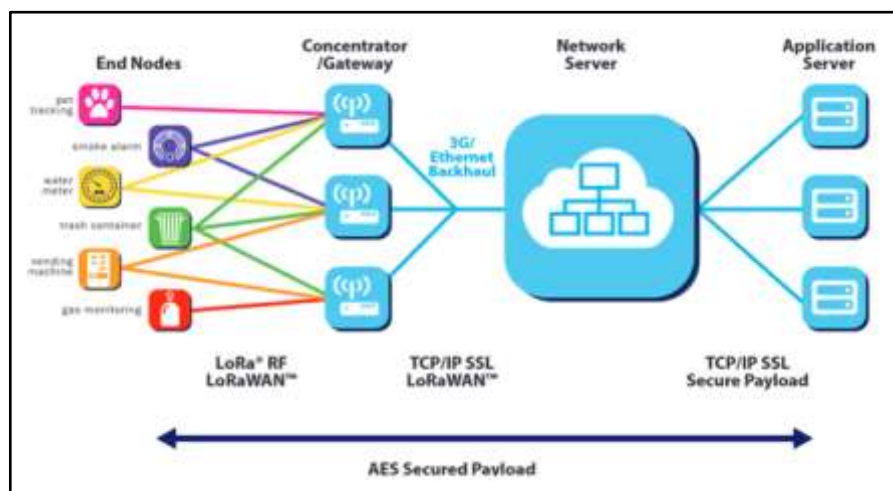 End Nodes
Concentrator
/Gateway
Network
Server
Application
Server
pet
tracking
smoke alarm
water
meter
trash container
vending
machine
gas monitoring
3G/
Ethernet
Backhaul
LoRa® RF
LoRaWAN™
TCP/IP SSL
LoRaWAN™
TCP/IP SSL
Secure Payload
AES Secured Payload